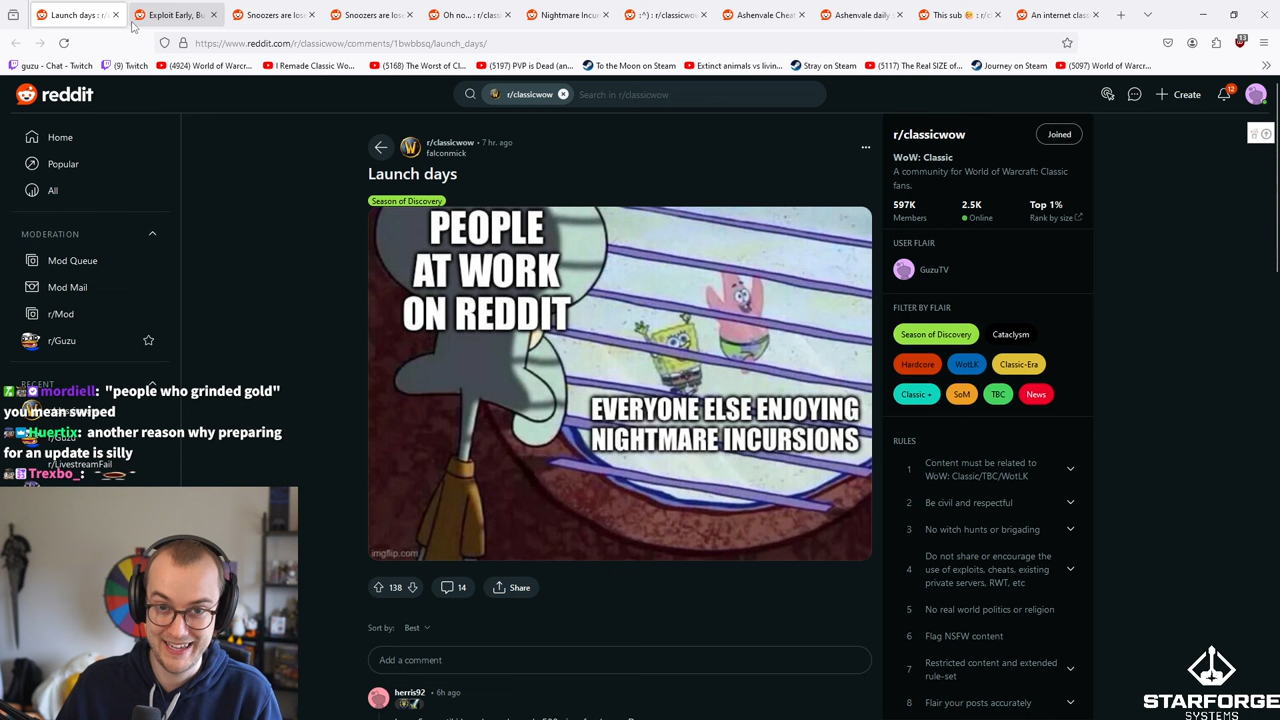 Launch days : r/
Exploit Early, Bu
Snoozers are lose
Snoozers are lose
Oh no... : r/classi
Nightmare Incur
:^) : r/classicwow
Ashenvale Cheat
Ashenvale daily
This sub : r/c
An internet clas
https://www.reddit.com/r/classicwow/comments/1bwbbsq/launch_days/
13
guzu - Chat - Twitch
(9) Twitch
(4924) World of Warcr...
I Remade Classic Wo...
(5168) The Worst of Cl...
(5197) PVP is Dead (an...
To the Moon on Steam
Extinct animals vs livin...
Stray on Steam
(5117) The Real SIZE of...
Journey on Steam
(5097) World of Warcr...
reddit
r/classicwow
Search in r/classicwow
Create
12
Home
Popular
All
MODERATION
Mod Queue
Mod Mail
r/Mod
r/Guzu
RECENT
r/LivestreamFail
mordiell: "people who grinded gold"
you mean swiped
Huertix: another reason why preparing
for an update is silly
Trexbo_:
r/classicwow • 7 hr. ago
falconmick
Launch days
Season of Discovery
PEOPLE
AT WORK
ON REDDIT
EVERYONE ELSE ENJOYING
NIGHTMARE INCURSIONS
imgflip.com
138
14
Share
Sort by: Best
Add a comment
herris92 • 6h ago
r/classicwow
Joined
WoW: Classic
A community for World of Warcraft: Classic
fans.
597K
2.5K
Top 1%
Members
Online
Rank by size
USER FLAIR
GuzuTV
FILTER BY FLAIR
Season of Discovery
Cataclysm
Hardcore
WotLK
Classic-Era
Classic +
SoM
TBC
News
RULES
1 Content must be related to
WoW: Classic/TBC/WotLK
2 Be civil and respectful
3 No witch hunts or brigading
4 Do not share or encourage the
use of exploits, cheats, existing
private servers, RWT, etc
5 No real world politics or religion
6 Flag NSFW content
7 Restricted content and extended
rule-set
8 Flair your posts accurately
STARFORGE
SYSTEMS